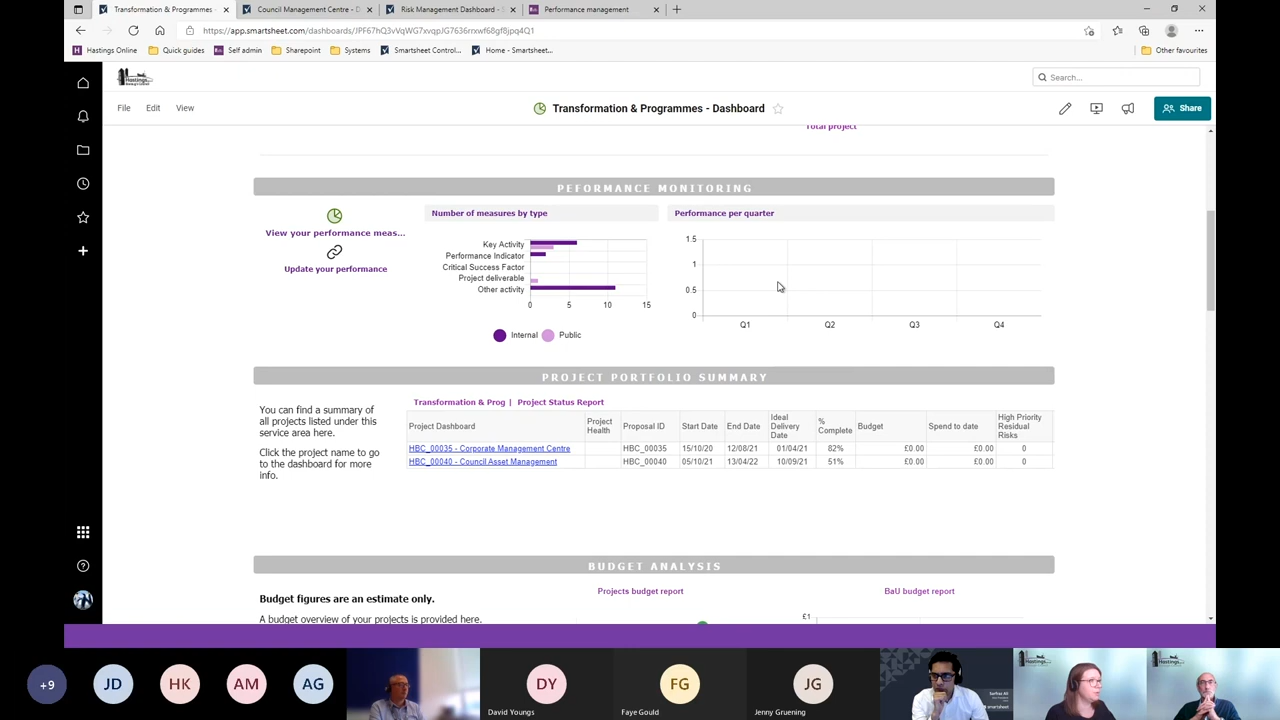 Transformation & Programmes -
Council Management Centre - D
Risk Management Dashboard -
Performance management
https://app.smartsheet.com/dashboards/JPF67hQ3vVqWG7xvqpJG7636rrxwf68gf8jpq4Q1
Hastings Online
Quick guides
Self admin
Sharepoint
Systems
Smartsheet Control...
Home - Smartsheet...
Other favourites
Hastings
Search...
File
Edit
View
Transformation & Programmes - Dashboard
Share
Total project
PEFORMANCE MONITORING
View your performance meas...
Update your performance
Number of measures by type
Key Activity
Performance Indicator
Critical Success Factor
Project deliverable
Other activity
0 5 10 15
Internal Public
Performance per quarter
1.5
1
0.5
0
Q1 Q2 Q3 Q4
PROJECT PORTFOLIO SUMMARY
You can find a summary of
all projects listed under this
service area here.
Click the project name to go
to the dashboard for more
info.
Transformation & Prog | Project Status Report
Project Dashboard Project Health Proposal ID Start Date End Date Ideal Delivery Date % Complete Budget Spend to date High Priority Residual Risks
HBC_00035 - Corporate Management Centre HBC_00035 15/10/20 12/08/21 01/04/21 82% £0.00 £0.00 0
HBC_00040 - Council Asset Management HBC_00040 05/10/21 13/04/22 10/09/21 51% £0.00 £0.00 0
BUDGET ANALYSIS
Budget figures are an estimate only.
A budget overview of your projects is provided here.
Projects budget report
BaU budget report
£1
+9
JD
HK
AM
AG
DY
David Youngs
FG
Faye Gould
JG
Jenny Gruening
Sarfraz Ali
smartsheet
Hastings
Hastings